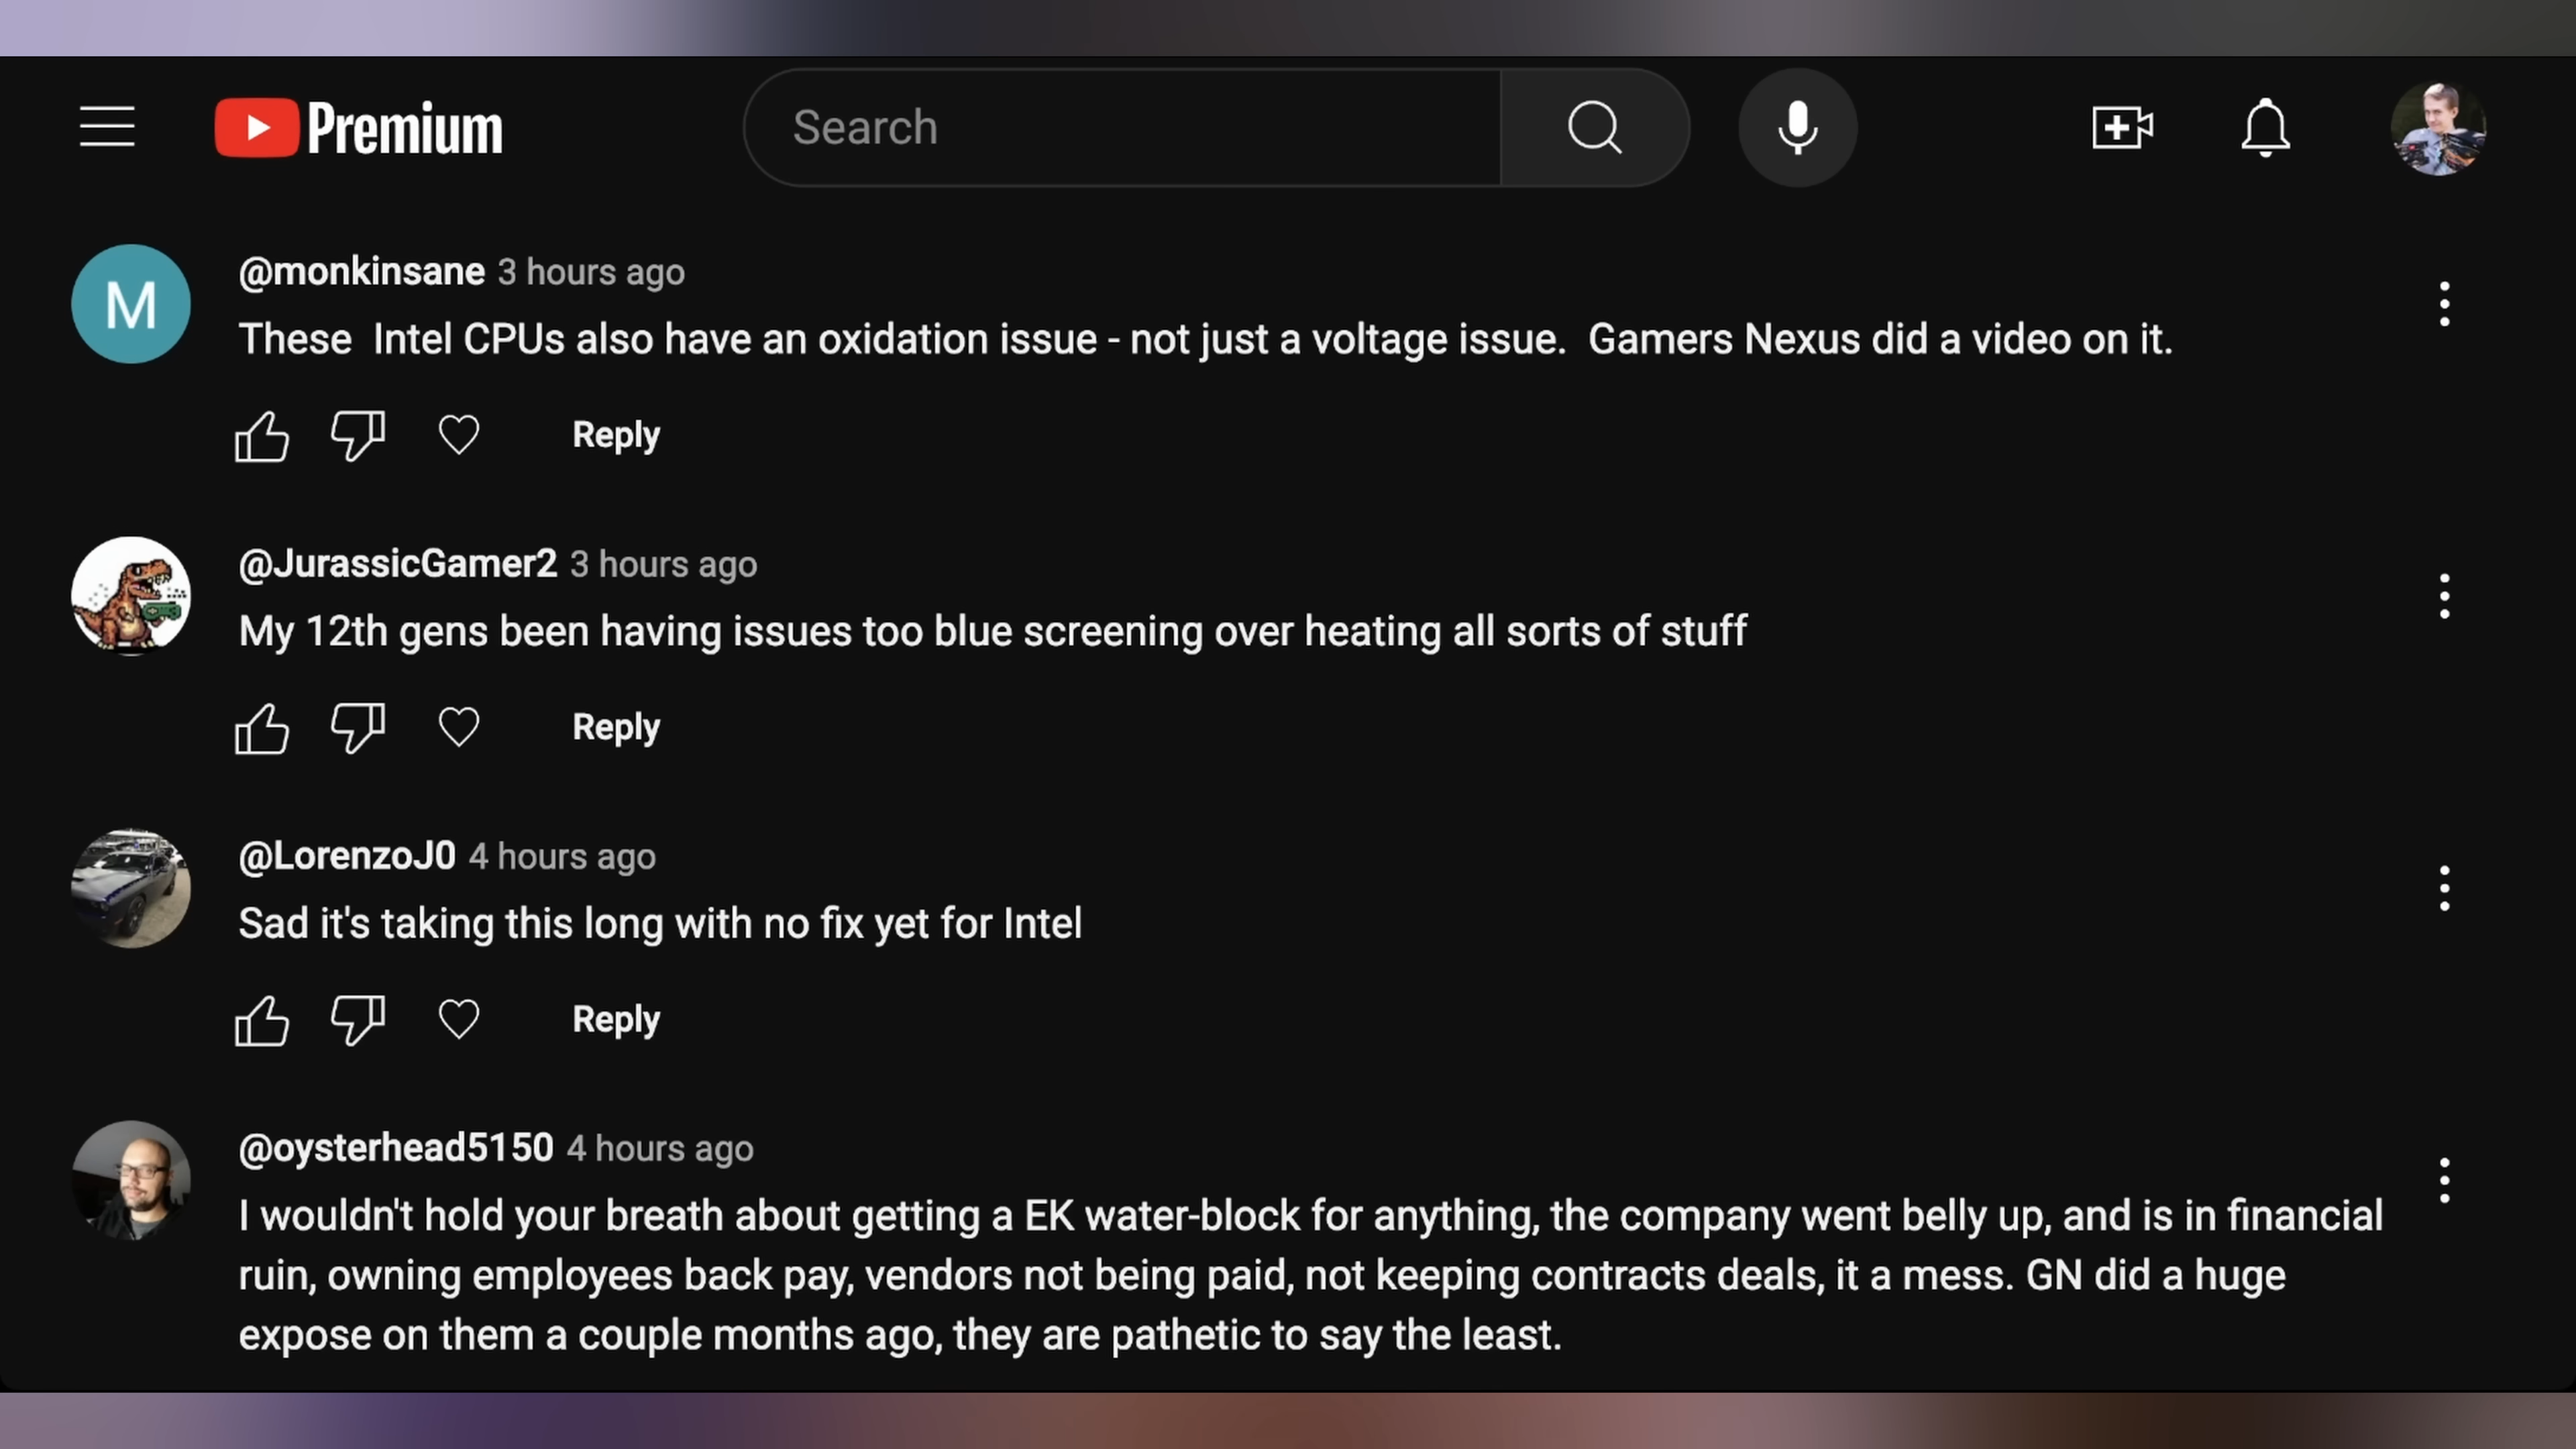 Premium
Search
M
@monkinsane 3 hours ago
These  Intel CPUs also have an oxidation issue - not just a voltage issue.  Gamers Nexus did a video on it.
Reply
@JurassicGamer2 3 hours ago
My 12th gens been having issues too blue screening over heating all sorts of stuff
Reply
@LorenzoJ0 4 hours ago
Sad it's taking this long with no fix yet for Intel
Reply
@oysterhead5150 4 hours ago
I wouldn't hold your breath about getting a EK water-block for anything, the company went belly up, and is in financial
ruin, owning employees back pay, vendors not being paid, not keeping contracts deals, it a mess. GN did a huge
expose on them a couple months ago, they are pathetic to say the least.